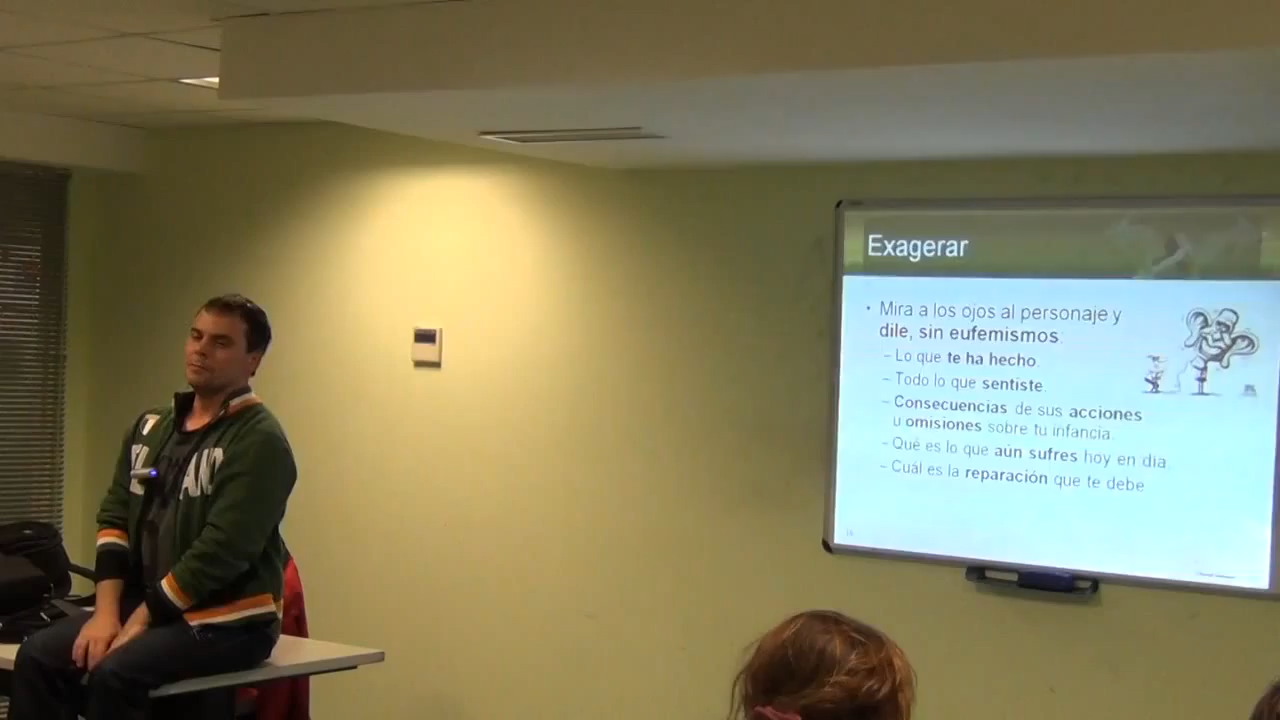 Exagerar
• Mira a los ojos al personaje y
dile, sin eufemismos
– Lo que te ha hecho.
– Todo lo que sentiste.
– Consecuencias de sus acciones
u omisiones sobre tu infancia.
– Qué es lo que aún sufres hoy en día.
– Cuál es la reparación que te debe